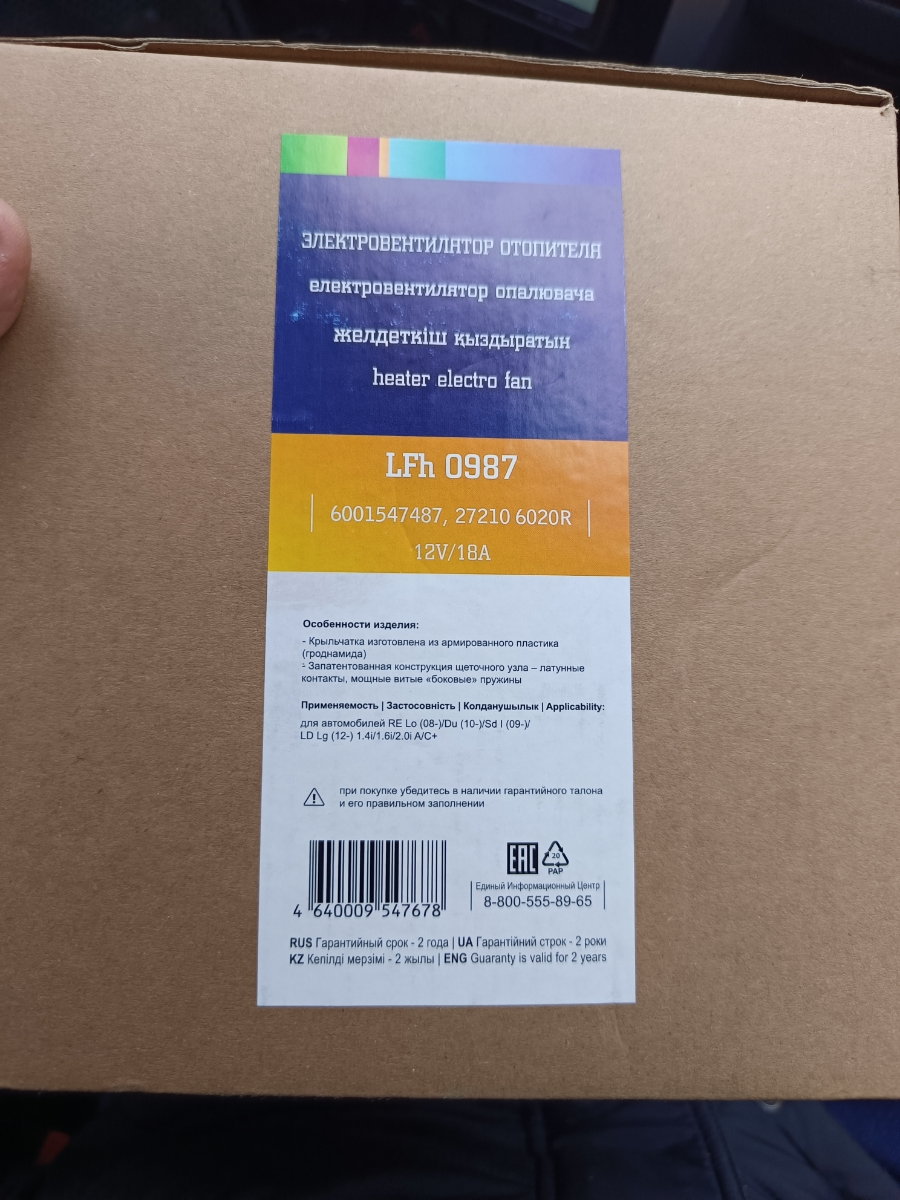 ЭЛЕКТРОВЕНТИЛЯТОР ОТОПИТЕЛЯ
електровентилятор опалювача
желдеткіш қыздыратын
heater electro fan
LFh 0987
6001547487, 27210 6020R
12V/18A
Особенности изделия:
- Крыльчатка изготовлена из армированного пластика
(гроднамида)
- Запатентованная конструкция щеточного узла – латунные
контакты, мощные витые «боковые» пружины
Применяемость | Застосовність | Колданушылык | Applicability:
для автомобилей RE Lo (08-)/Du (10-)/Sd I (09-)/
LD Lg (12-) 1.4i/1.6i/2.0i A/C+
при покупке убедитесь в наличии гарантийного талона
и его правильном заполнении
EAC
20
PAP
Единый Информационный Центр
8-800-555-89-65
4 640009 547678
RUS Гарантийный срок - 2 года | UA Гарантійний строк - 2 роки
KZ Кепілді мерзімі - 2 жылы | ENG Guaranty is valid for 2 years